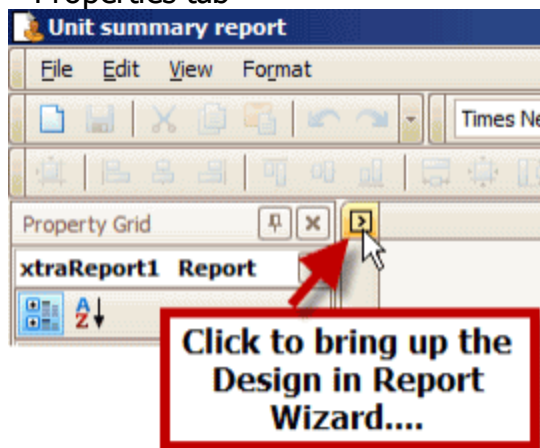 Properties tab
Unit summary report
File Edit View Format
Times Ne
Property Grid
xtraReport1 Report
A Z
Click to bring up the
Design in Report
Wizard....